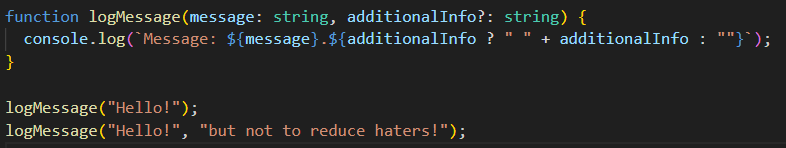 function logMessage(message: string, additionalInfo?: string) {
  console.log(`Message: ${message}.${additionalInfo ? " " + additionalInfo : ""}`);
}
logMessage("Hello!");
logMessage("Hello!", "but not to reduce haters!");